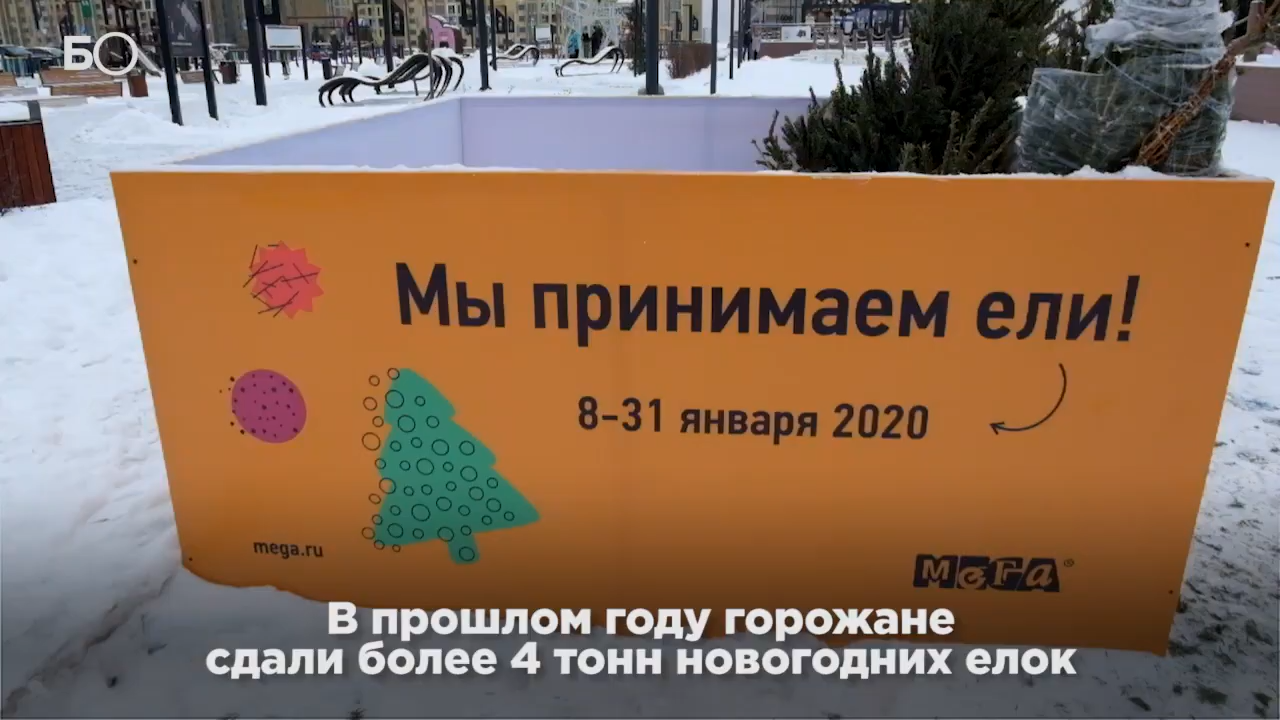 БО
Мы принимаем ели!
8-31 января 2020
mega.ru
МЕГА
В прошлом году горожане
сдали более 4 тонн новогодних елок